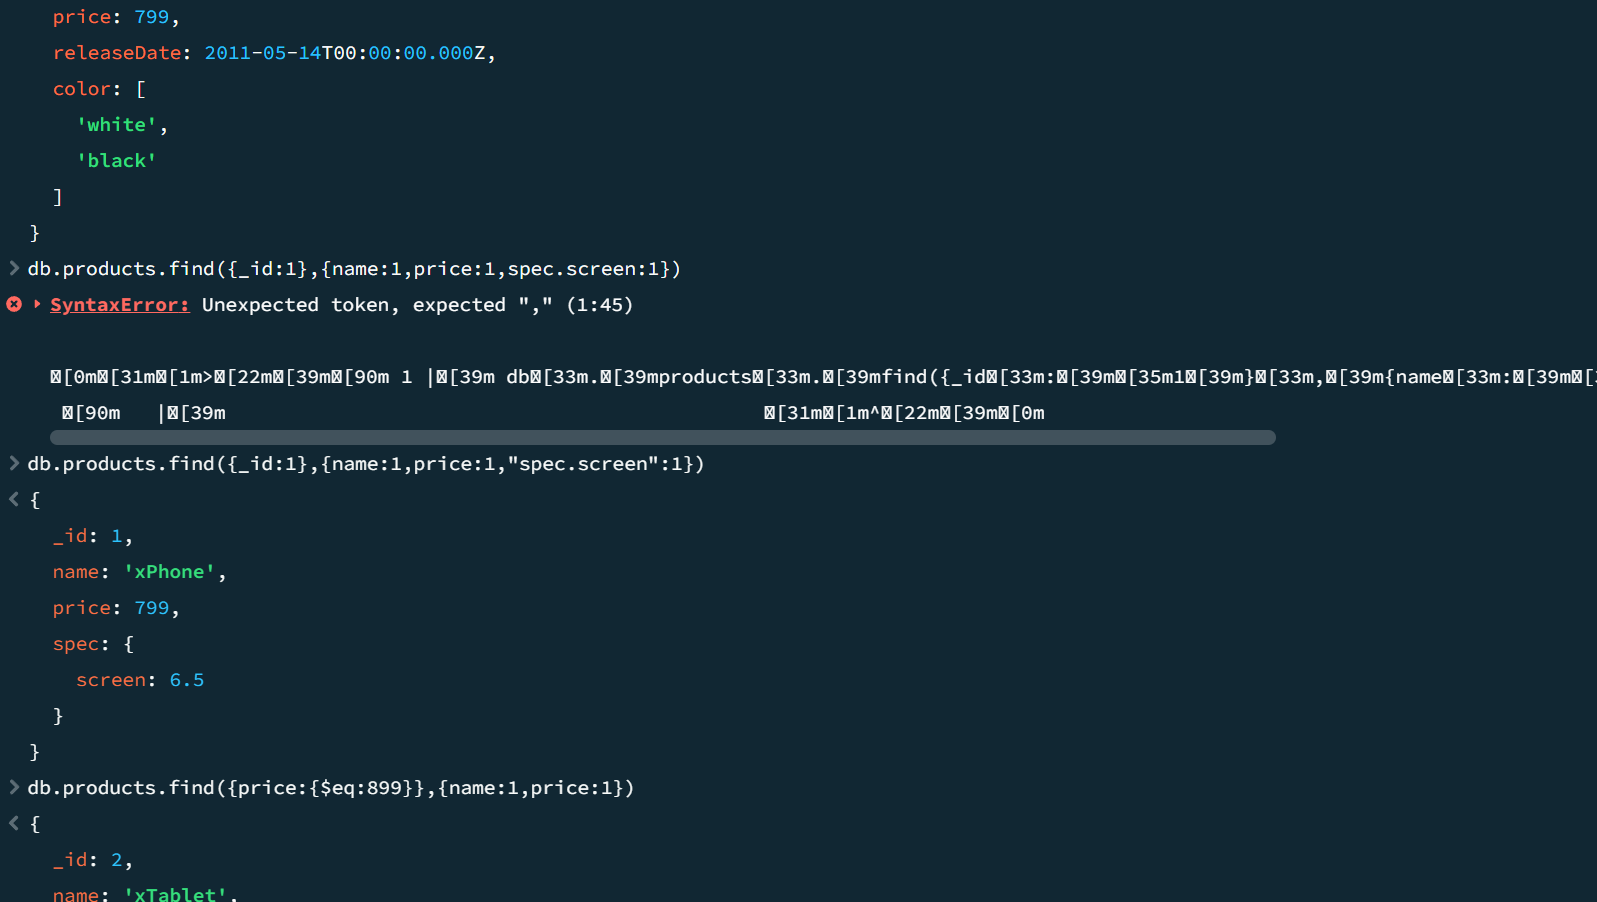 price: 799,
releaseDate: 2011-05-14T00:00:00.000Z,
color: [
'white',
'black'
]
}
> db.products.find({_id:1},{name:1,price:1,spec.screen:1})
SyntaxError: Unexpected token, expected "," (1:45)
[0m[31m[1m>[22m[39m[90m 1 |[39m db[33m.[39mproducts[33m.[39mfind({_id[33m:[39m[35m1[39m}[33m,[39m{name[33m:[39m[
[90m   |[39m                                              [31m[1m^[22m[39m[0m
> db.products.find({_id:1},{name:1,price:1,"spec.screen":1})
< {
_id: 1,
name: 'xPhone',
price: 799,
spec: {
screen: 6.5
}
}
> db.products.find({price:{$eq:899}},{name:1,price:1})
< {
_id: 2,
name: 'xTablet',